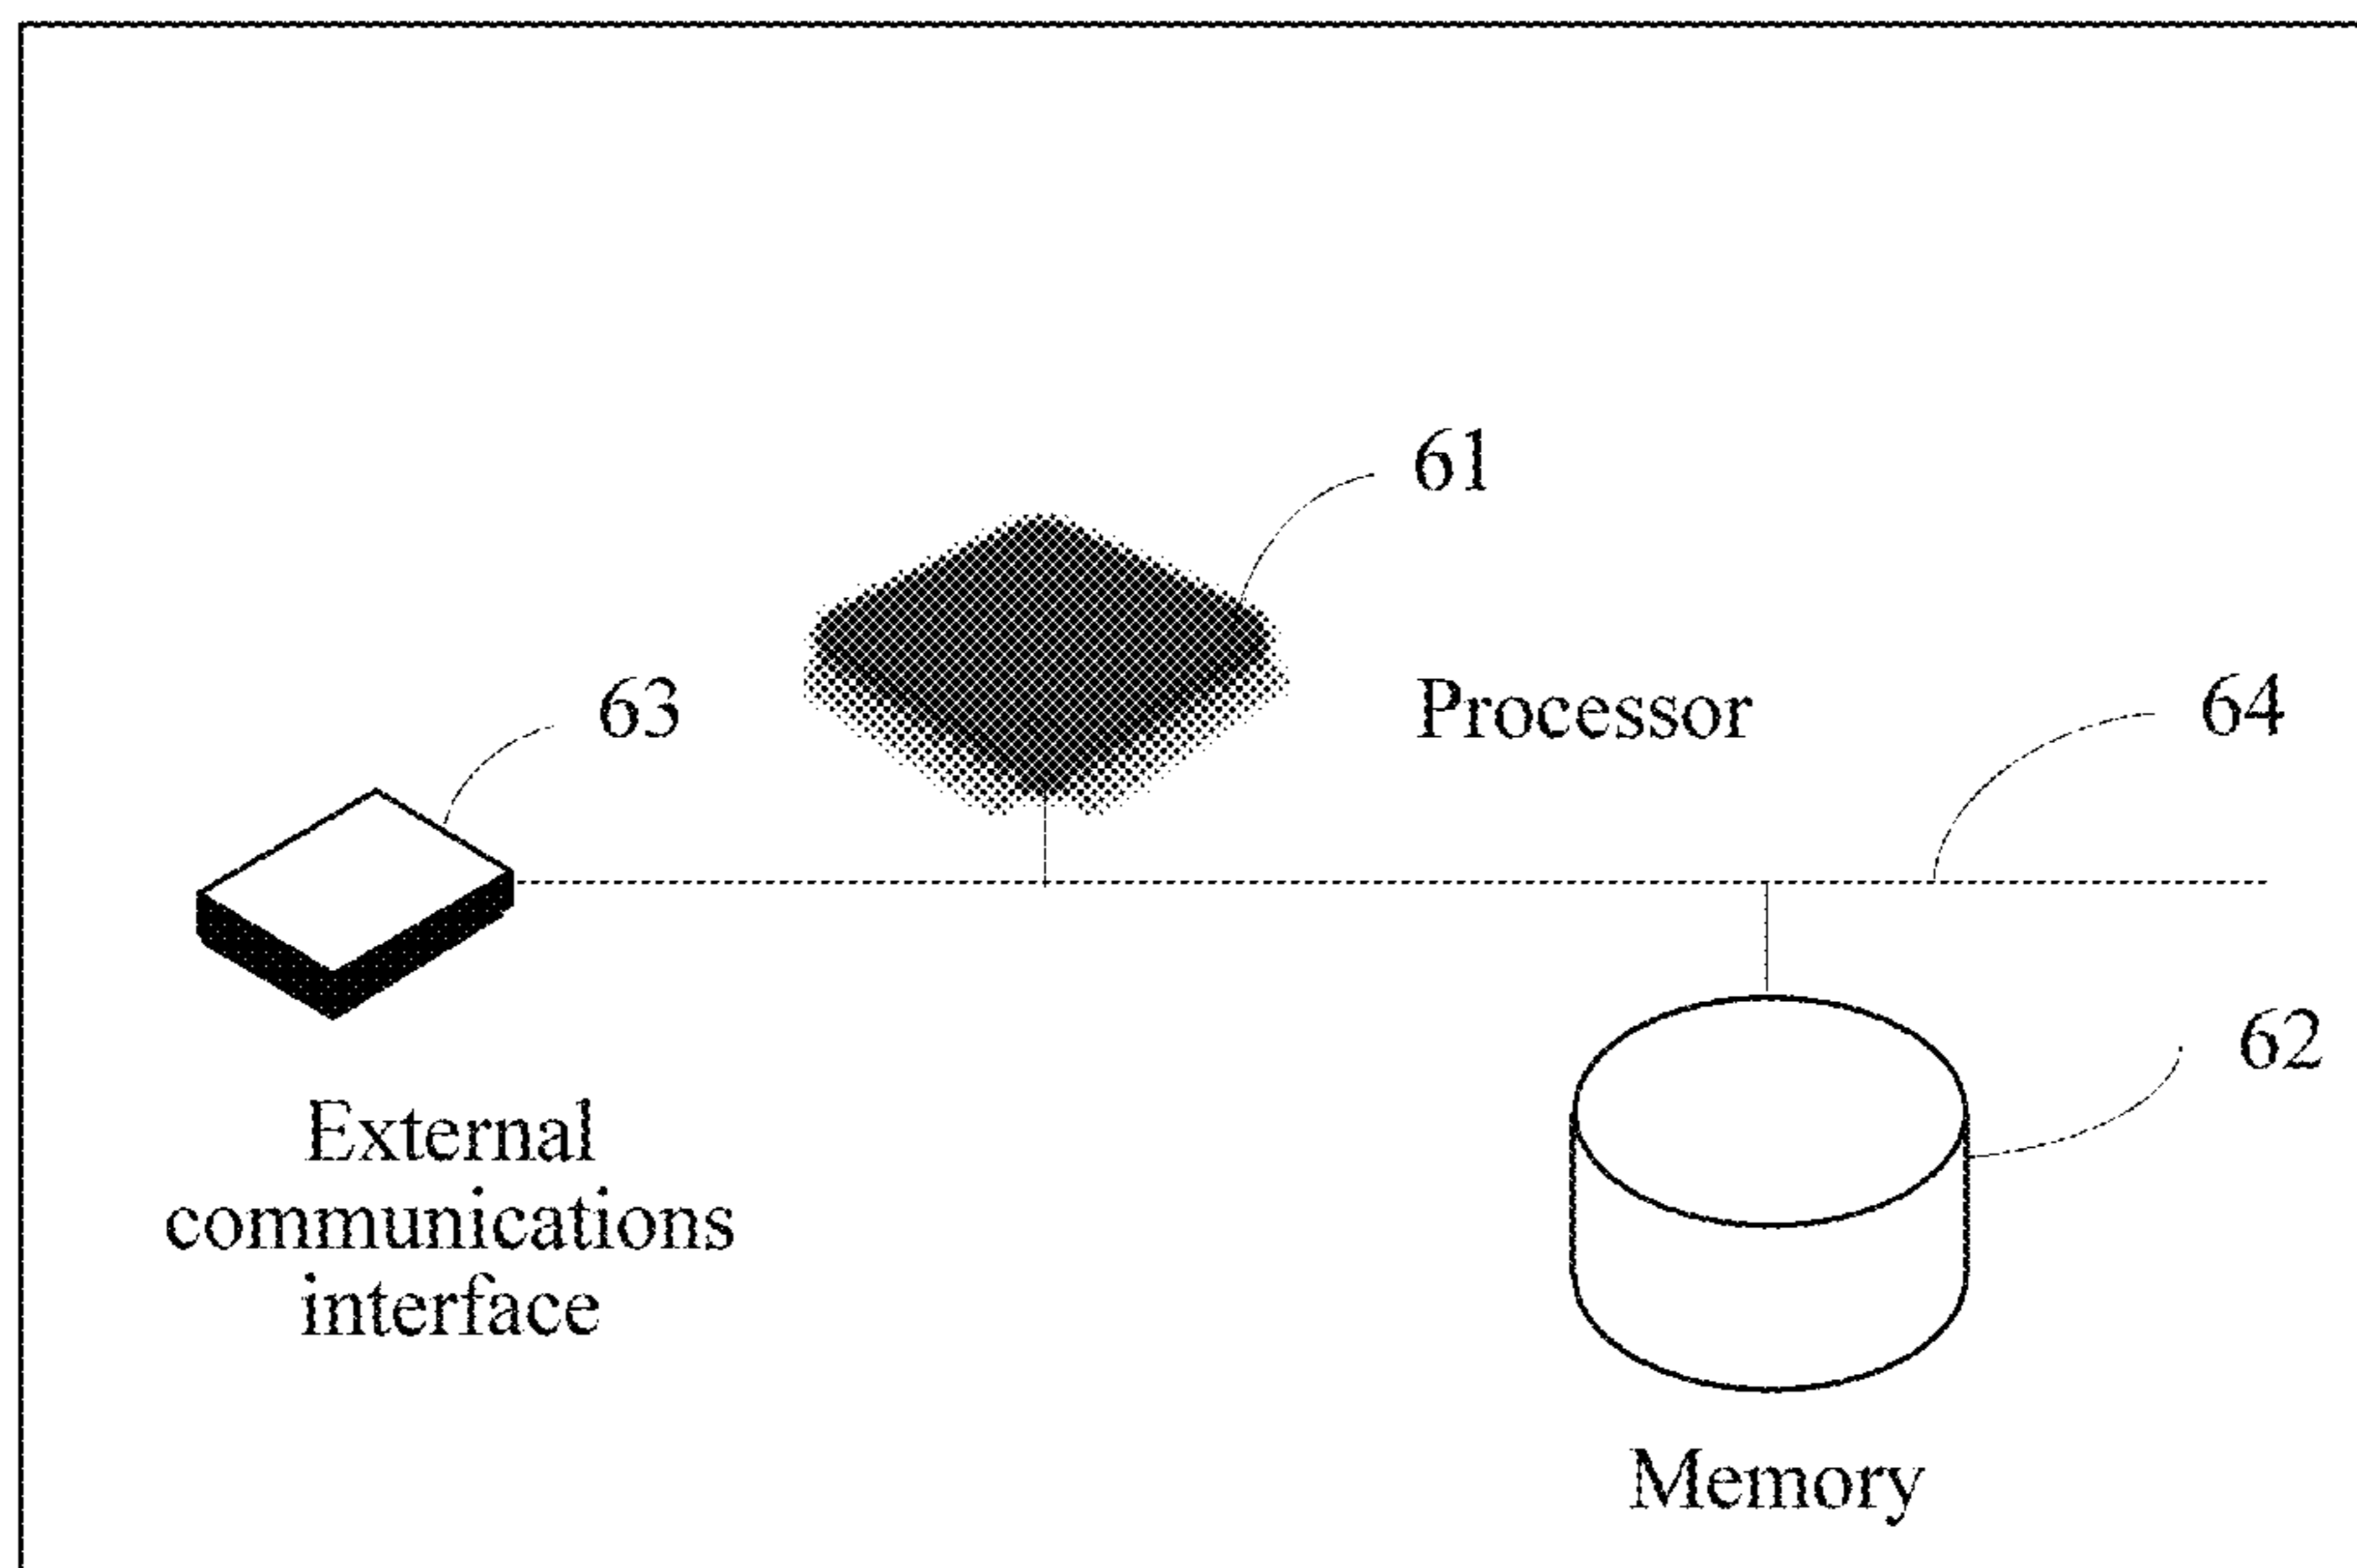 61
63
Processor
64
62
External
communications
interface
Memory